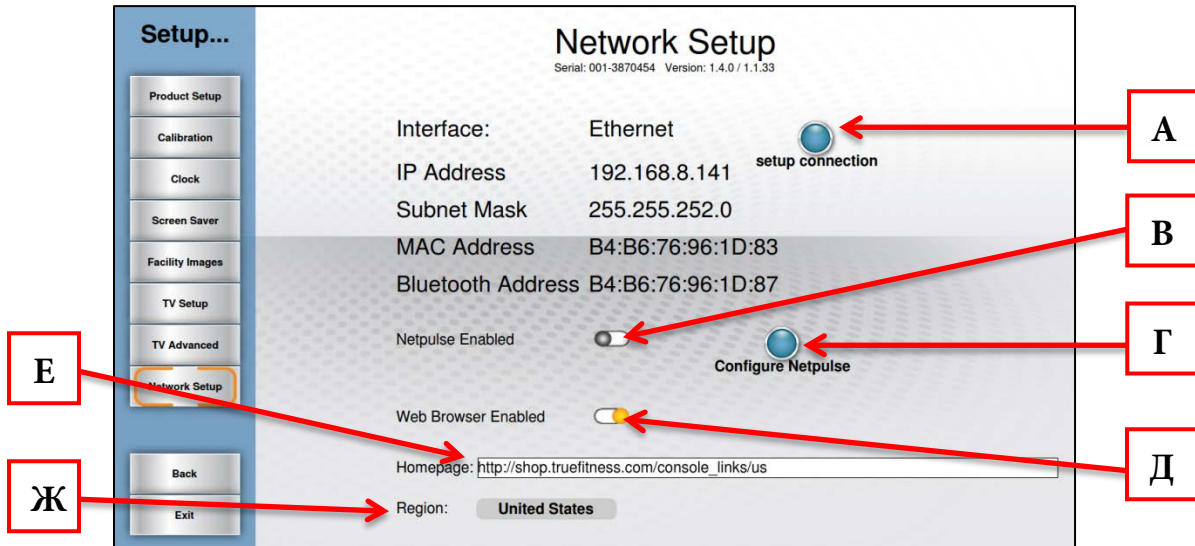 Setup...
Product Setup
Calibration
Clock
Screen Saver
Facility Images
TV Setup
TV Advanced
Network Setup
Back
Exit
Network Setup
Serial: 001-3870454 Version: 1.4.0 / 1.1.33
Interface: Ethernet
setup connection
IP Address 192.168.8.141
Subnet Mask 255.255.252.0
MAC Address B4:B6:76:96:1D:83
Bluetooth Address B4:B6:76:96:1D:87
Netpulse Enabled
Configure Netpulse
Web Browser Enabled
Homepage: http://shop.truefitness.com/console_links/us
Region: United States
А
В
Г
Д
Е
Ж